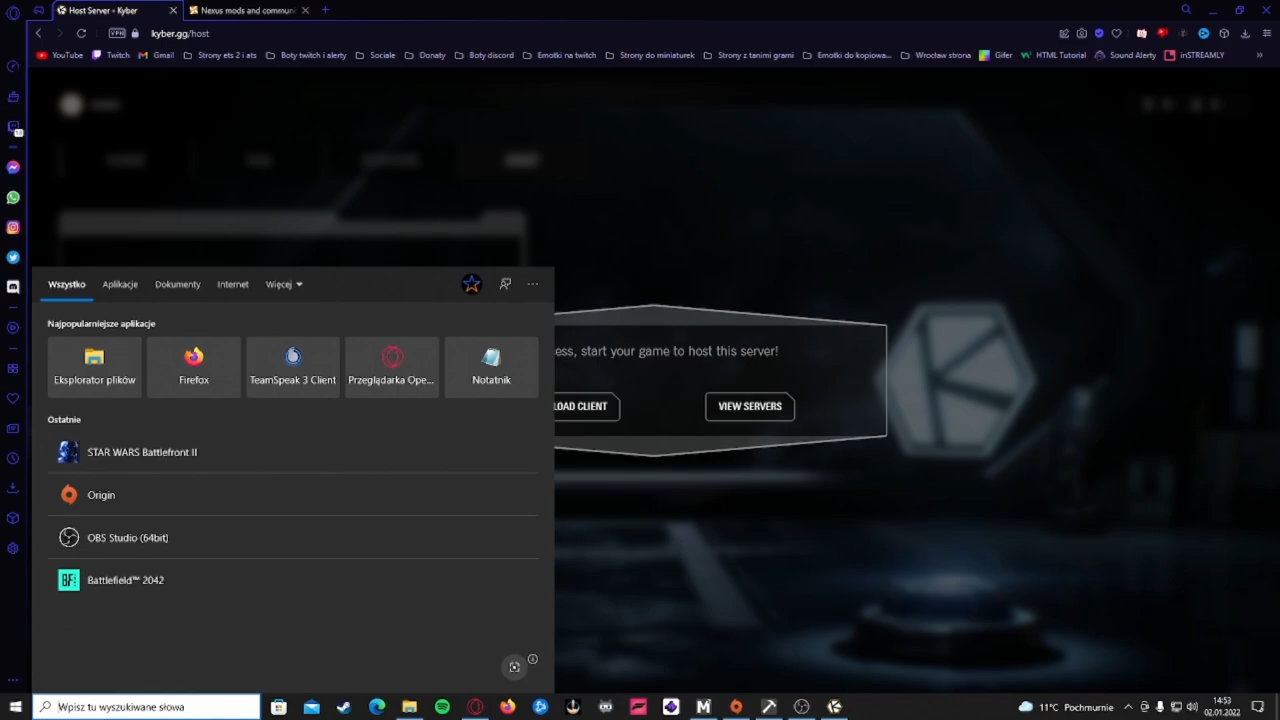 Host Server • Kyber
Nexus mods and commun
VPN
kyber.gg/host
YouTube
Twitch
Gmail
Strony ets 2 i ats
Boty twitch i alerty
Sociale
Donaty
Boty discord
Emotki na twitch
Strony do miniaturek
Strony z tanimi grami
Emotki do kopiowa...
Wrocław strona
Gifer
HTML Tutorial
Sound Alerty
inSTREAMLY
Wszystko
Aplikacje
Dokumenty
Internet
Więcej
Najpopularniejsze aplikacje
Eksplorator plików
Firefox
TeamSpeak 3 Client
Przeglądarka Ope...
Notatnik
Ostatnie
STAR WARS Battlefront II
Origin
OBS Studio (64bit)
BF: Battlefield™ 2042
ess, start your game to host this server!
LOAD CLIENT
VIEW SERVERS
Wpisz tu wyszukiwane słowa
11°C Pochmurnie
14:53
02.01.2022